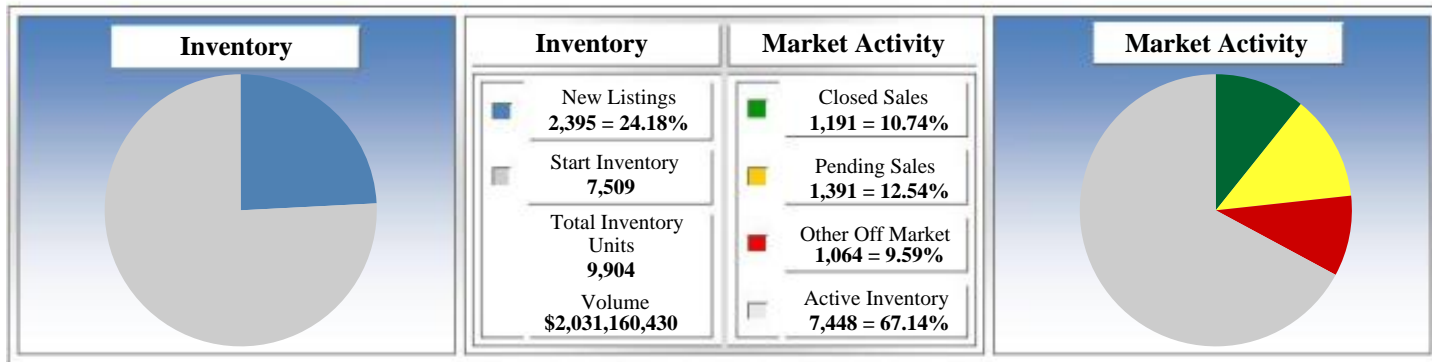 Inventory
Inventory
Market Activity
New Listings
2,395 = 24.18%
Start Inventory
7,509
Total Inventory
Units
9,904
Volume
$2,031,160,430
Closed Sales
1,191 = 10.74%
Pending Sales
1,391 = 12.54%
Other Off Market
1,064 = 9.59%
Active Inventory
7,448 = 67.14%
Market Activity